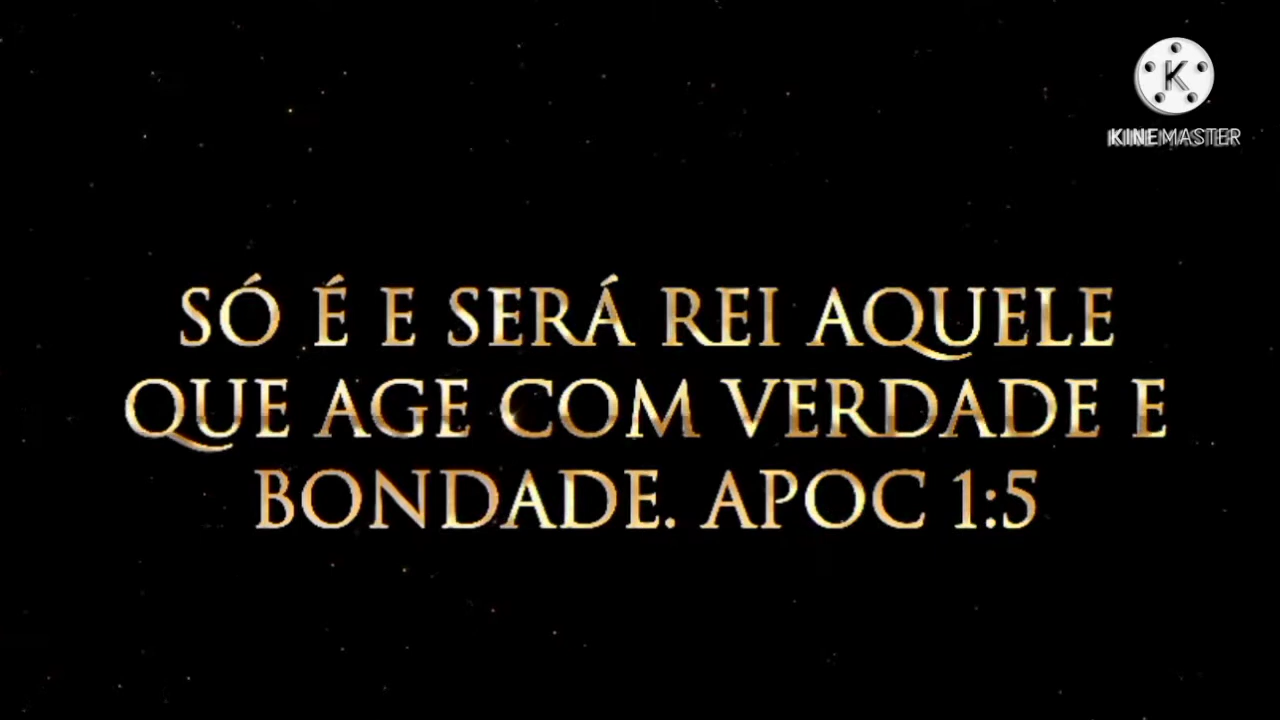 K
KINEMASTER
SÓ É E SERÁ REI AQUELE
QUE AGE COM VERDADE E
BONDADE. APOC 1:5